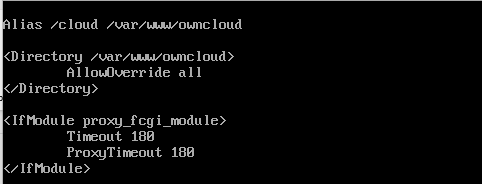 Alias /cloud /var/www/owncloud
<Directory /var/www/owncloud>
AllowOverride all
</Directory>
<IfModule proxy_fcgi_module>
Timeout 180
ProxyTimeout 180
</IfModule>